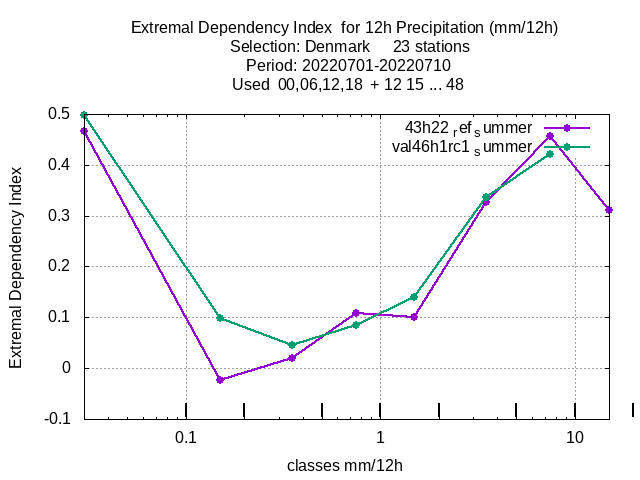 Extremal Dependency Index  for 12h Precipitation (mm/12h)
Selection: Denmark     23 stations
Period: 20220701-20220710
Used  00,06,12,18  + 12 15 ... 48
43h22 ref summer
val46h1rc1 summer
0.5
0.4
0.3
0.2
0.1
0
-0.1
Extremal Dependency Index
0.1 1 10
classes mm/12h